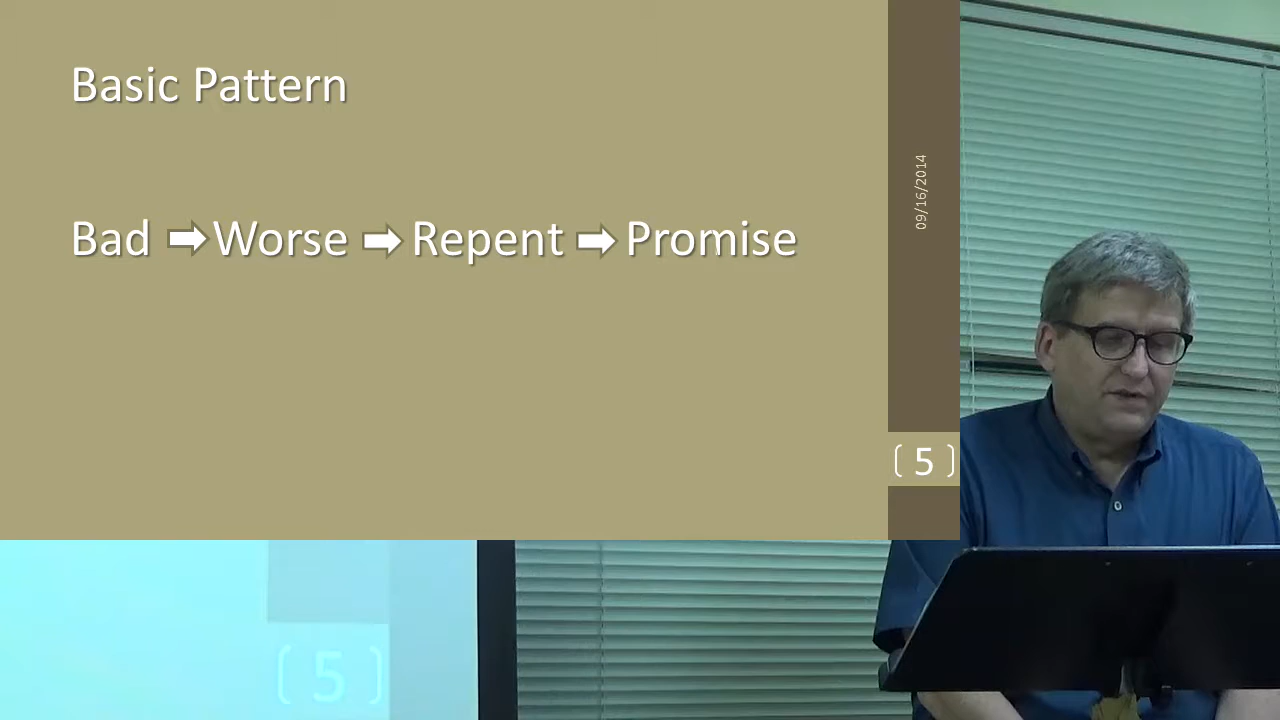 Basic Pattern
Bad ➡ Worse ➡ Repent ➡ Promise
09/16/2014
[ 5 ]
[ 5 ]